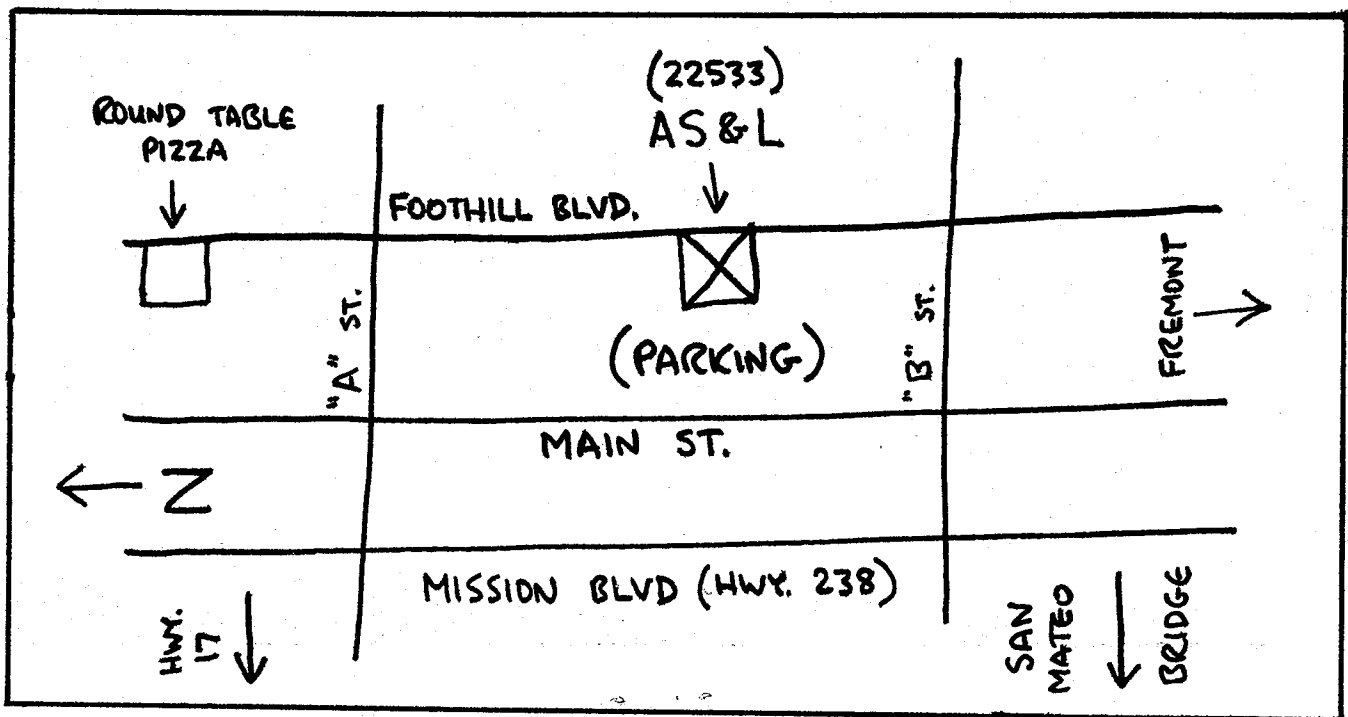 (22533)
AS&L
ROUND TABLE
PIZZA
FOOTHILL BLVD.
"A" ST.
(PARKING)
"B" ST.
FREMONT
MAIN ST.
N
MISSION BLVD (HWY. 238)
HWY.
17
SAN
MATEO
BRIDGE